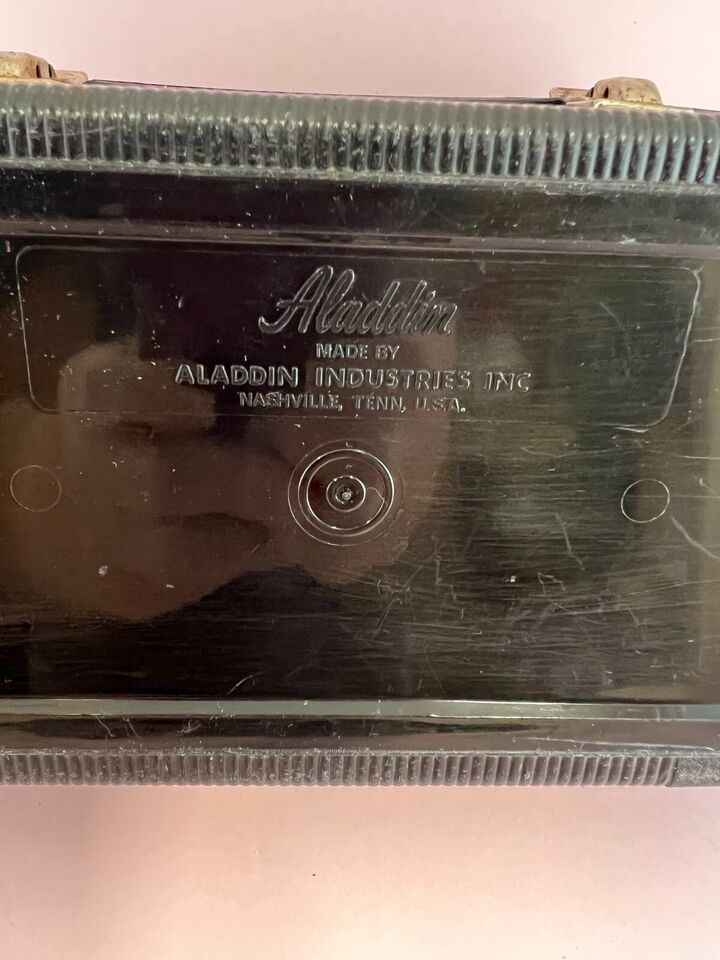 Aladdin
MADE BY
ALADDIN INDUSTRIES INC
NASHVILLE, TENN, U.S.A.